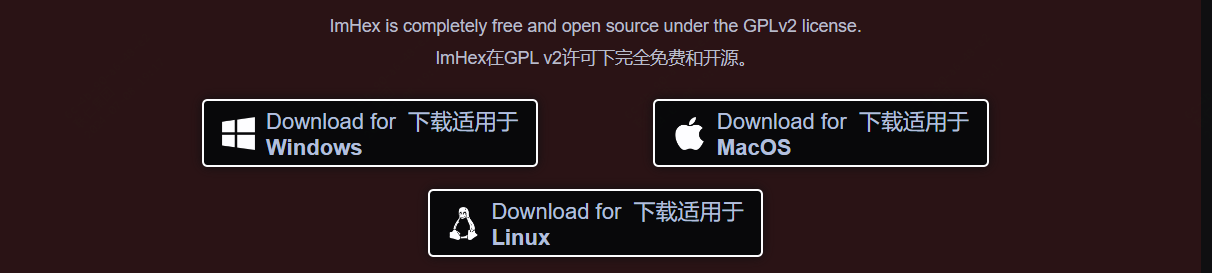 ImHex is completely free and open source under the GPLv2 license.
ImHex在GPL v2许可下完全免费和开源。
Download for 下载适用于
Windows
Download for 下载适用于
MacOS
Download for 下载适用于
Linux